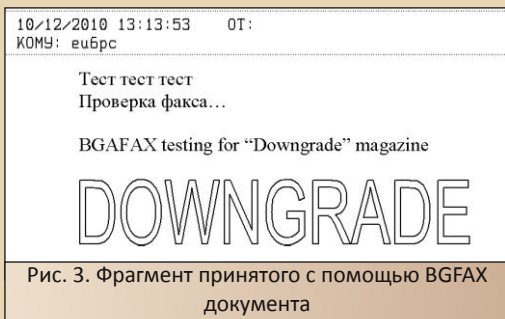 10/12/2010 13:13:53 ОТ:
КОМУ: eu6pc
Тест тест тест
Проверка факса…
BGAFAX testing for “Downgrade” magazine
DOWNGRADE
Рис. 3. Фрагмент принятого с помощью BGFAX
документа